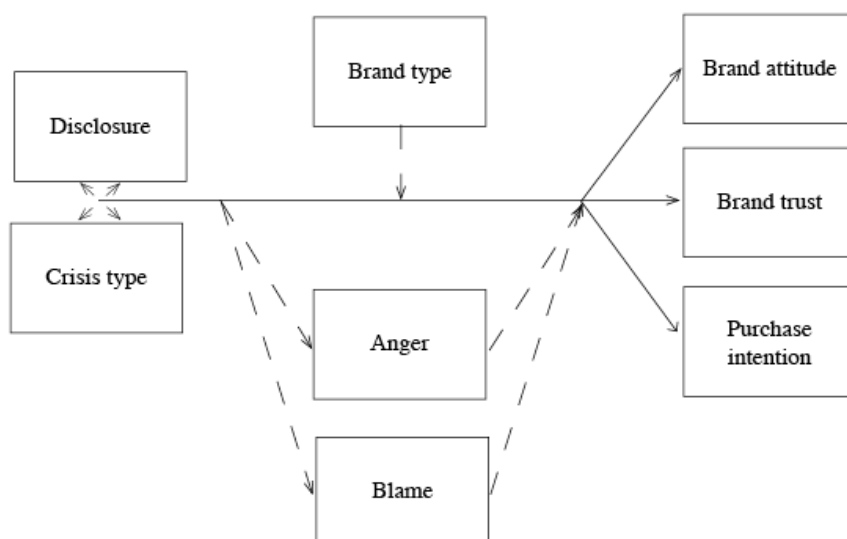 Disclosure
Crisis type
Brand type
Anger
Blame
Brand attitude
Brand trust
Purchase
intention